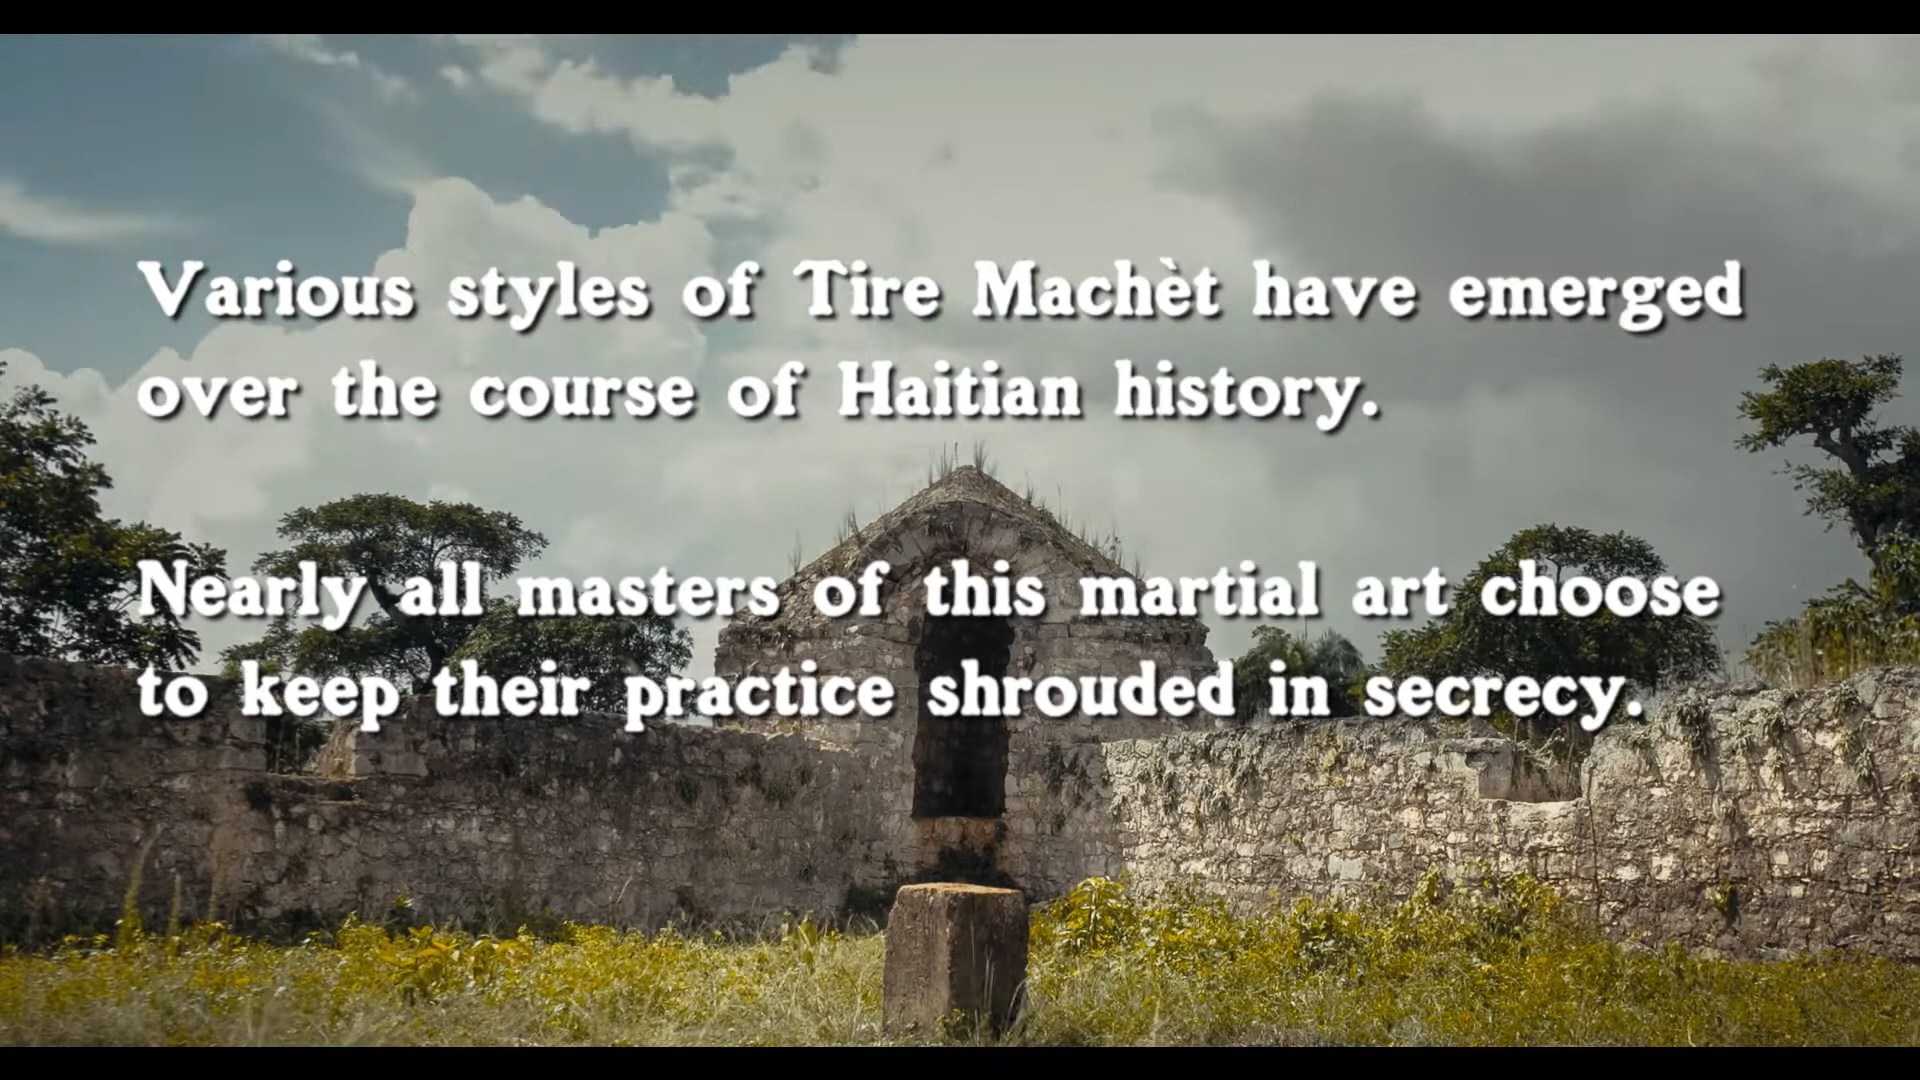 Various styles of Tire Machèt have emerged
over the course of Haitian history.
Nearly all masters of this martial art choose
to keep their practice shrouded in secrecy.